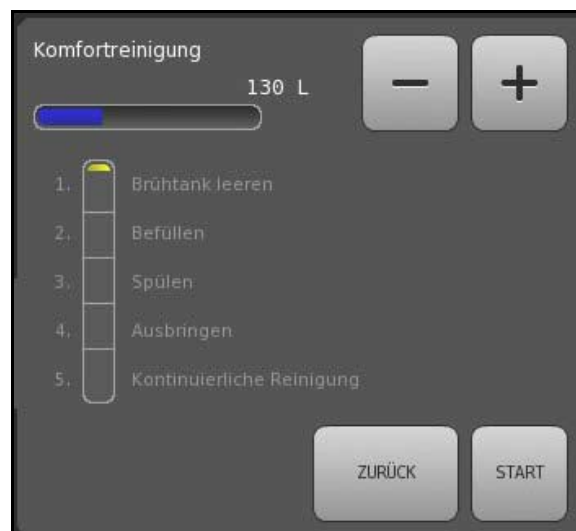 Komfortreinigung
130 L
− +
1. Brühtank leeren
2. Befüllen
3. Spülen
4. Ausbringen
5. Kontinuierliche Reinigung
ZURÜCK START